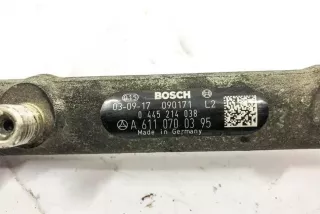 BOSCH
03-09-17 090171 L2
0 445 214 038
A 611 070 03 95
Made in Germany